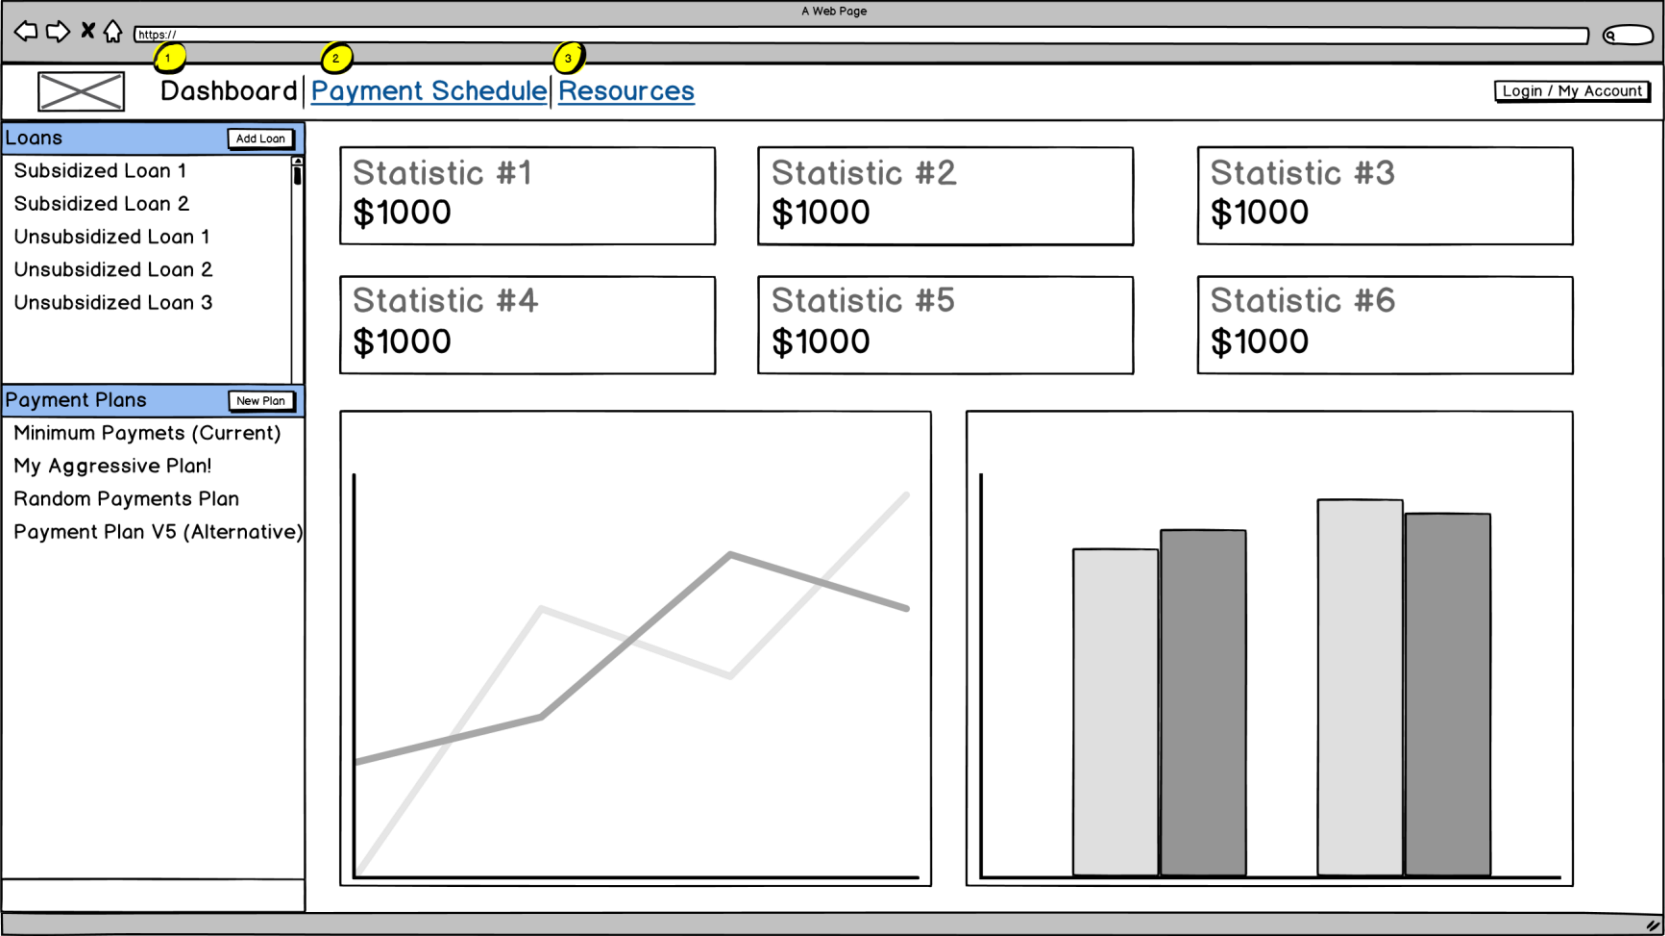 A Web Page
https://
1
2
3
Dashboard
Payment Schedule
Resources
Login / My Account
Loans
Add Loan
Subsidized Loan 1
Subsidized Loan 2
Unsubsidized Loan 1
Unsubsidized Loan 2
Unsubsidized Loan 3
Payment Plans
New Plan
Minimum Paymets (Current)
My Aggressive Plan!
Random Payments Plan
Payment Plan V5 (Alternative)
Statistic #1
$1000
Statistic #2
$1000
Statistic #3
$1000
Statistic #4
$1000
Statistic #5
$1000
Statistic #6
$1000